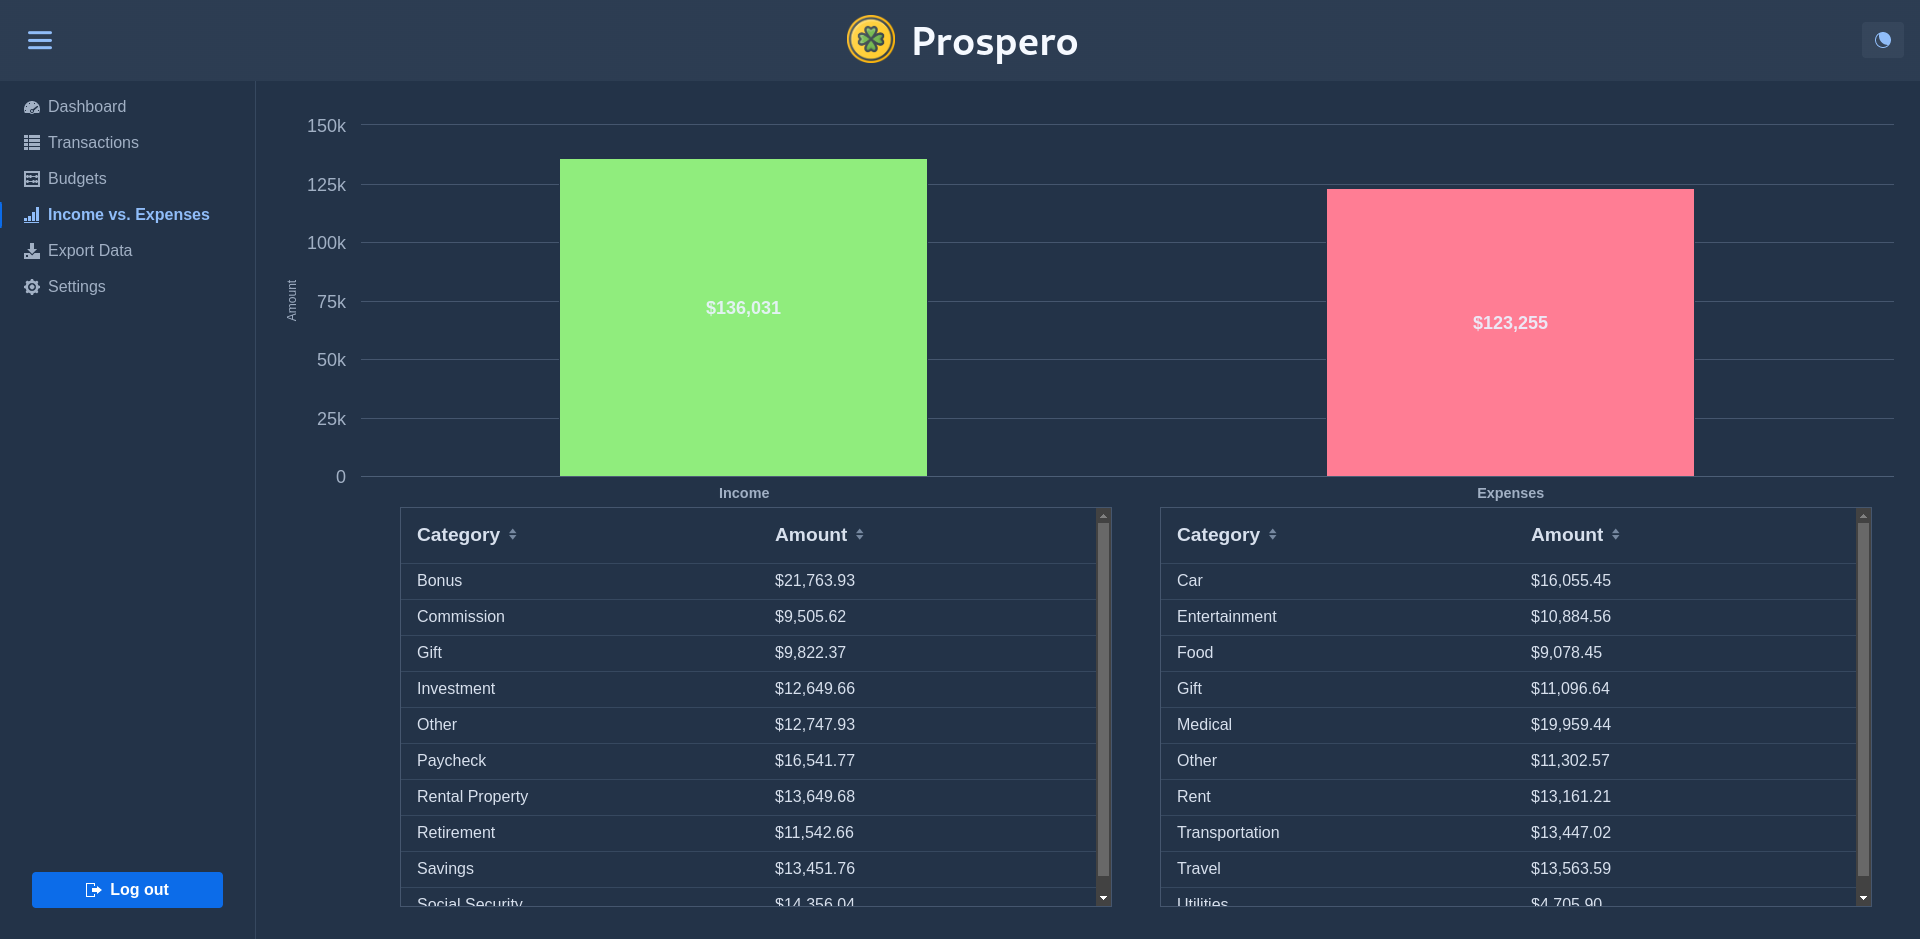 Prospero
Dashboard
Transactions
Budgets
Income vs. Expenses
Export Data
Settings
Log out
150k
125k
100k
75k
50k
25k
0
Amount
$136,031
$123,255
Income
Expenses
Category Amount
Bonus $21,763.93
Commission $9,505.62
Gift $9,822.37
Investment $12,649.66
Other $12,747.93
Paycheck $16,541.77
Rental Property $13,649.68
Retirement $11,542.66
Savings $13,451.76
Social Security $14,356.04
Category Amount
Car $16,055.45
Entertainment $10,884.56
Food $9,078.45
Gift $11,096.64
Medical $19,959.44
Other $11,302.57
Rent $13,161.21
Transportation $13,447.02
Travel $13,563.59
Utilities $4,705.90